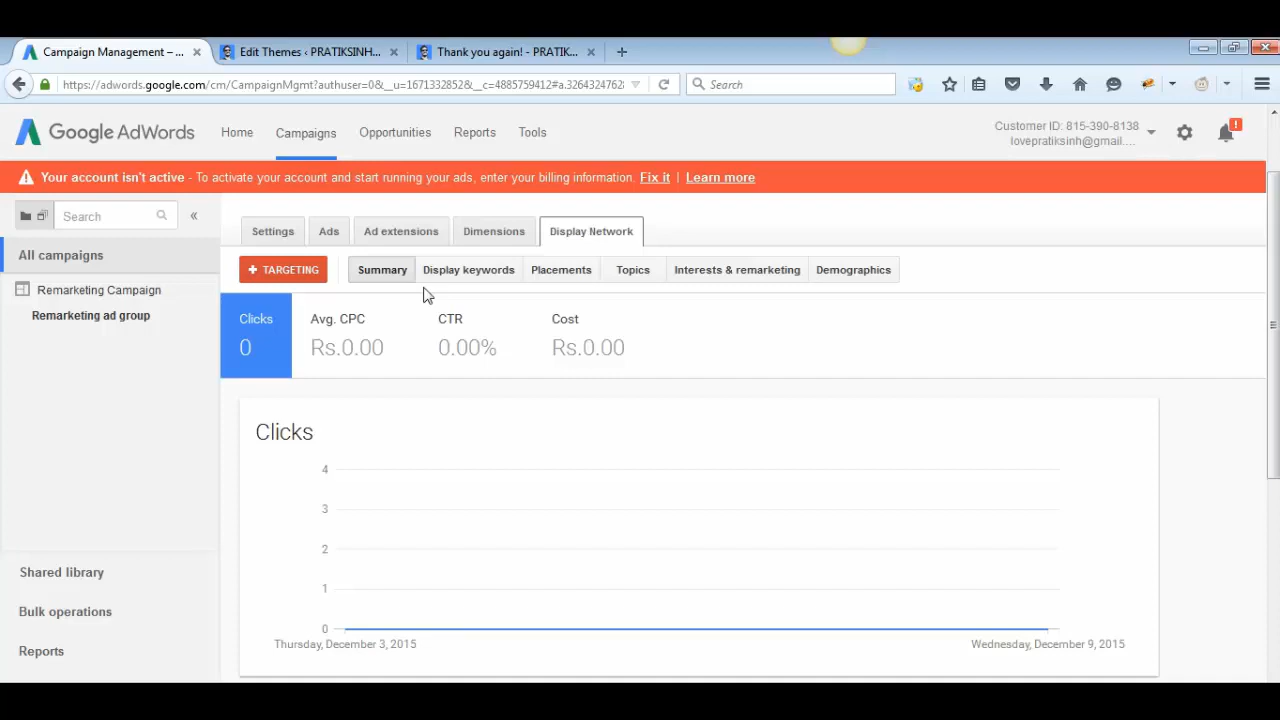 Campaign Management – ...
Edit Themes ‹ PRATIKSINH...
Thank you again! - PRATIK...
https://adwords.google.com/cm/CampaignMgmt?authuser=0&__u=1671332852&__c=4885759412#a.3264324762
Search
Google AdWords
Home
Campaigns
Opportunities
Reports
Tools
Customer ID: 815-390-8138
lovepratiksinh@gmail....
Your account isn't active - To activate your account and start running your ads, enter your billing information. Fix it | Learn more
Search
«
All campaigns
Remarketing Campaign
Remarketing ad group
Shared library
Bulk operations
Reports
Settings
Ads
Ad extensions
Dimensions
Display Network
+ TARGETING
Summary
Display keywords
Placements
Topics
Interests & remarketing
Demographics
Clicks
0
Avg. CPC
Rs.0.00
CTR
0.00%
Cost
Rs.0.00
Clicks
4
3
2
1
0
Thursday, December 3, 2015
Wednesday, December 9, 2015